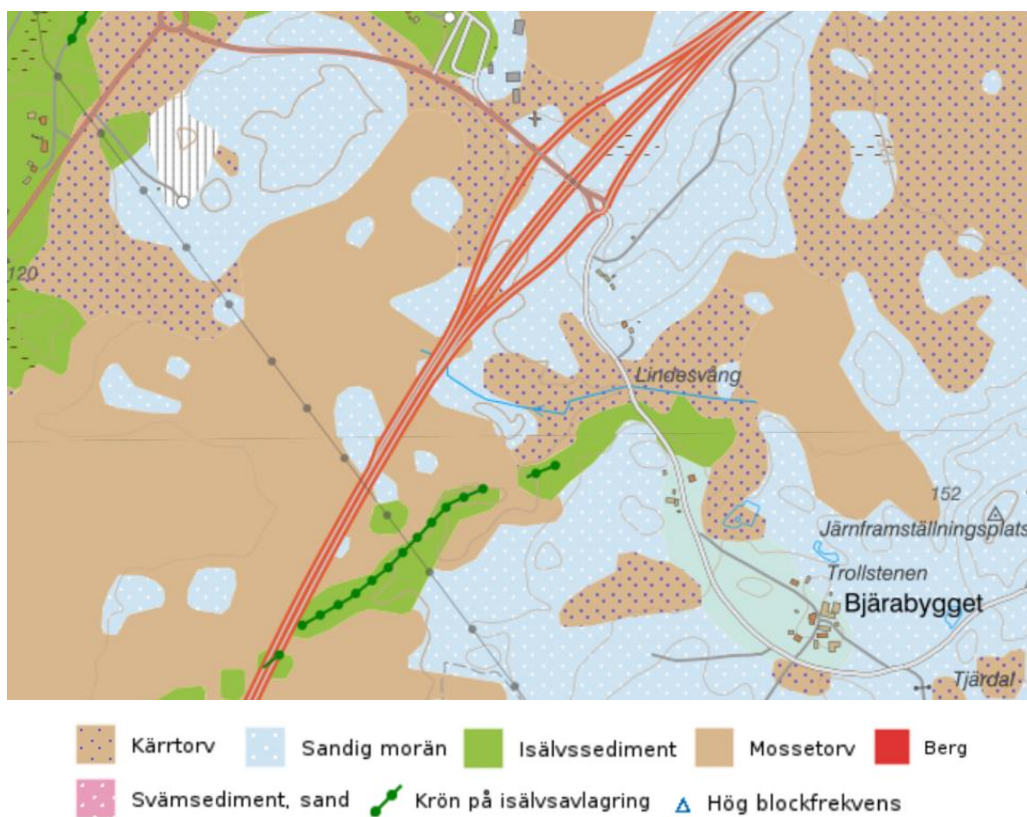 120
Lindesväng
152
Järnframställningsplats
Trollstenen
Bjärabygget
Tjärdal
Kärrtorv
Sandig morän
Isälvssediment
Mossetorv
Berg
Svämsediment, sand
Krön på isälvsavlagring
Hög blockfrekvens